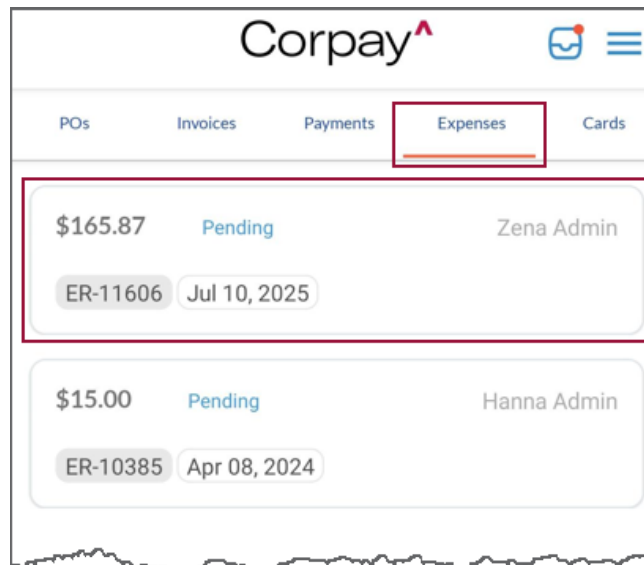 Corpay^
POs Invoices Payments Expenses Cards
$165.87 Pending Zena Admin
ER-11606 Jul 10, 2025
$15.00 Pending Hanna Admin
ER-10385 Apr 08, 2024